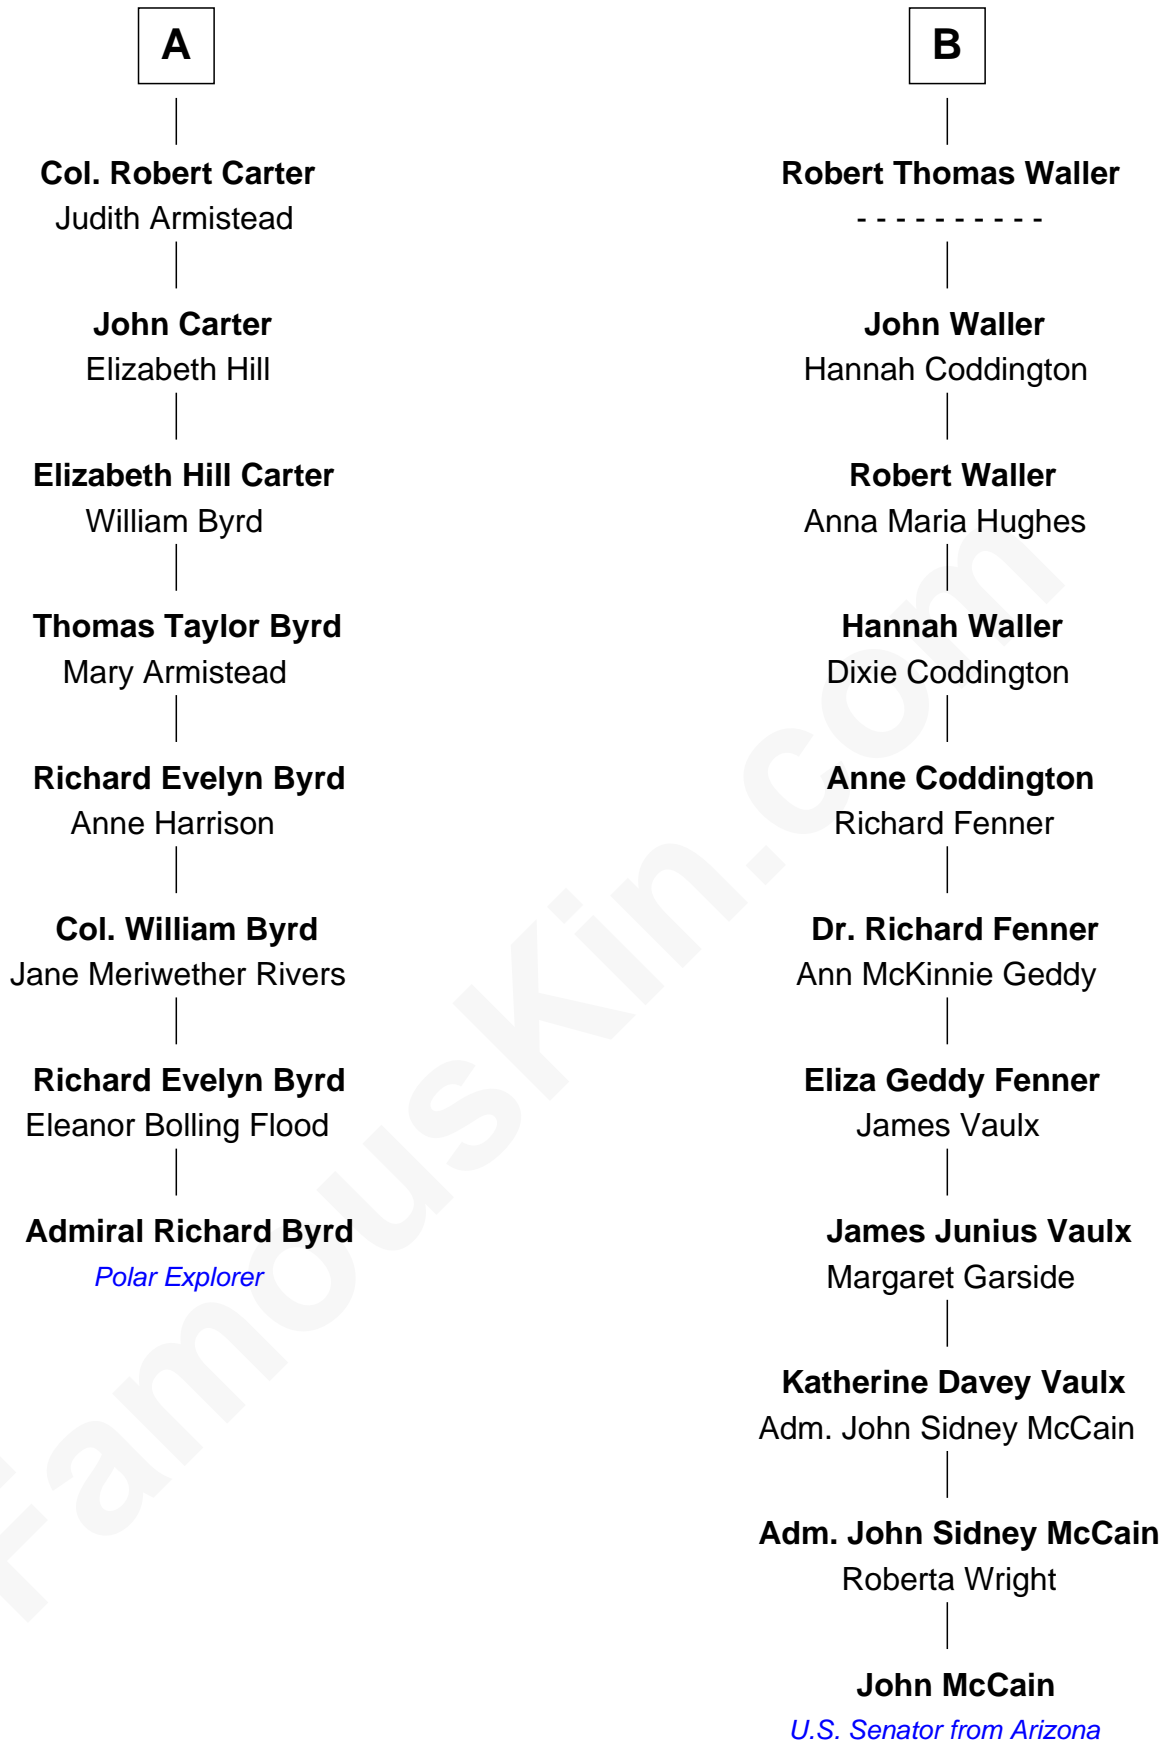 A
Col. Robert Carter
Judith Armistead
John Carter
Elizabeth Hill
Elizabeth Hill Carter
William Byrd
Thomas Taylor Byrd
Mary Armistead
Richard Evelyn Byrd
Anne Harrison
Col. William Byrd
Jane Meriwether Rivers
Richard Evelyn Byrd
Eleanor Bolling Flood
Admiral Richard Byrd
Polar Explorer
B
Robert Thomas Waller
- - - - - - - - - -
John Waller
Hannah Coddington
Robert Waller
Anna Maria Hughes
Hannah Waller
Dixie Coddington
Anne Coddington
Richard Fenner
Dr. Richard Fenner
Ann McKinnie Geddy
Eliza Geddy Fenner
James Vaulx
James Junius Vaulx
Margaret Garside
Katherine Davey Vaulx
Adm. John Sidney McCain
Adm. John Sidney McCain
Roberta Wright
John McCain
U.S. Senator from Arizona
FamousKin.com